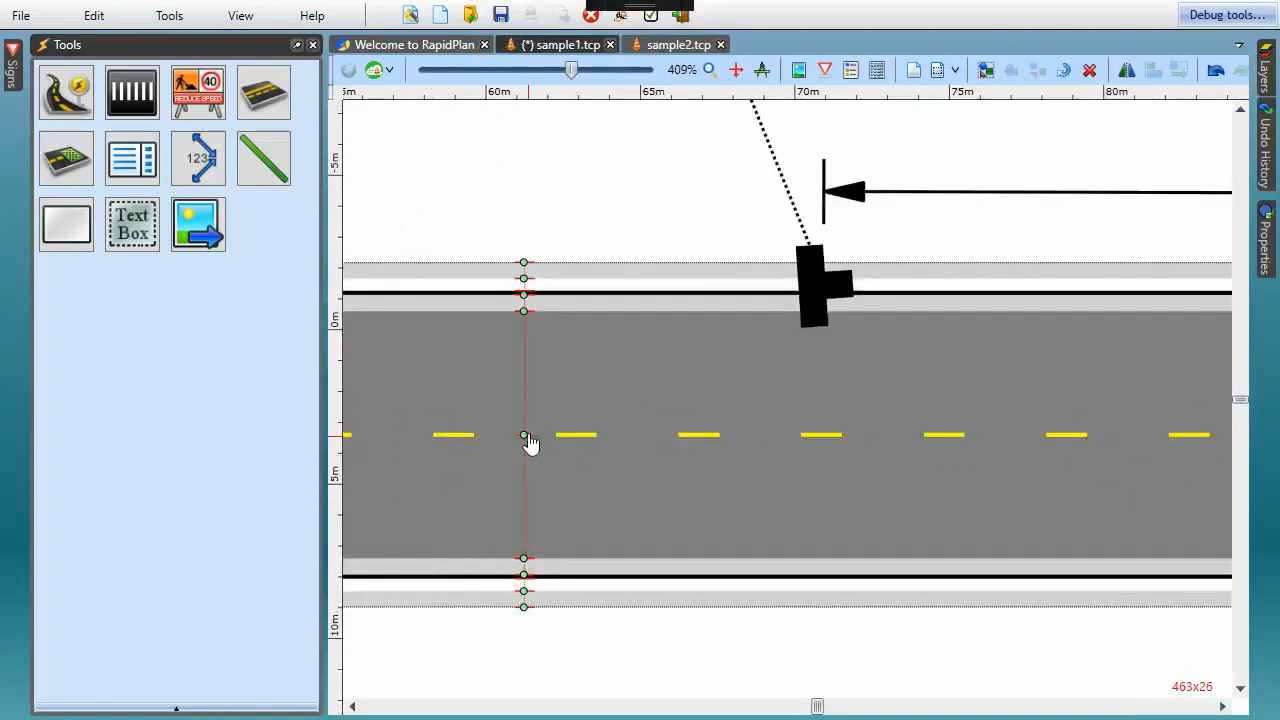 File Edit Tools View Help Debug tools...
Signs
Tools
Welcome to RapidPlan (*) sample1.tcp sample2.tcp
409%
5m 60m 65m 70m 75m 80m
40
REDUCE SPEED
123
Text
Box
-5m
0m
5m
10m
463x26
Layers
Undo History
Properties